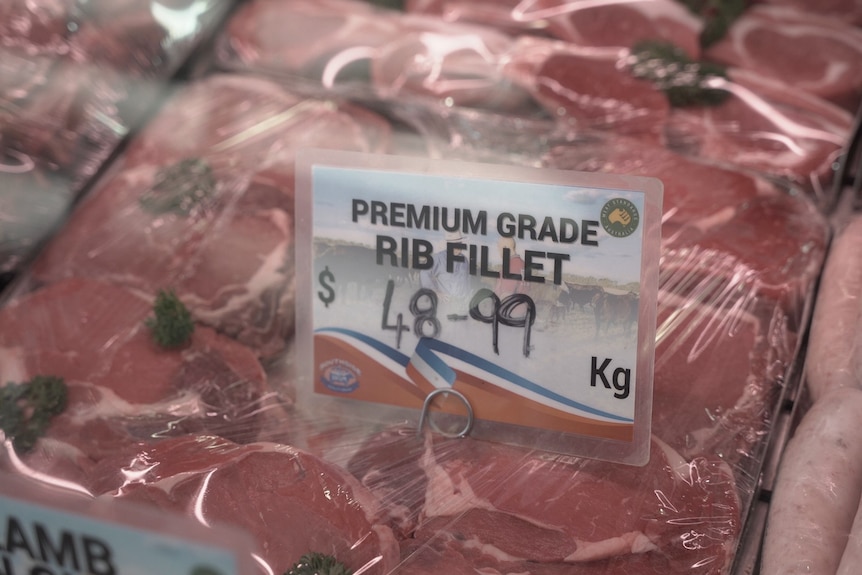 PREMIUM GRADE
RIB FILLET
$ 48-99
Kg
LAMB